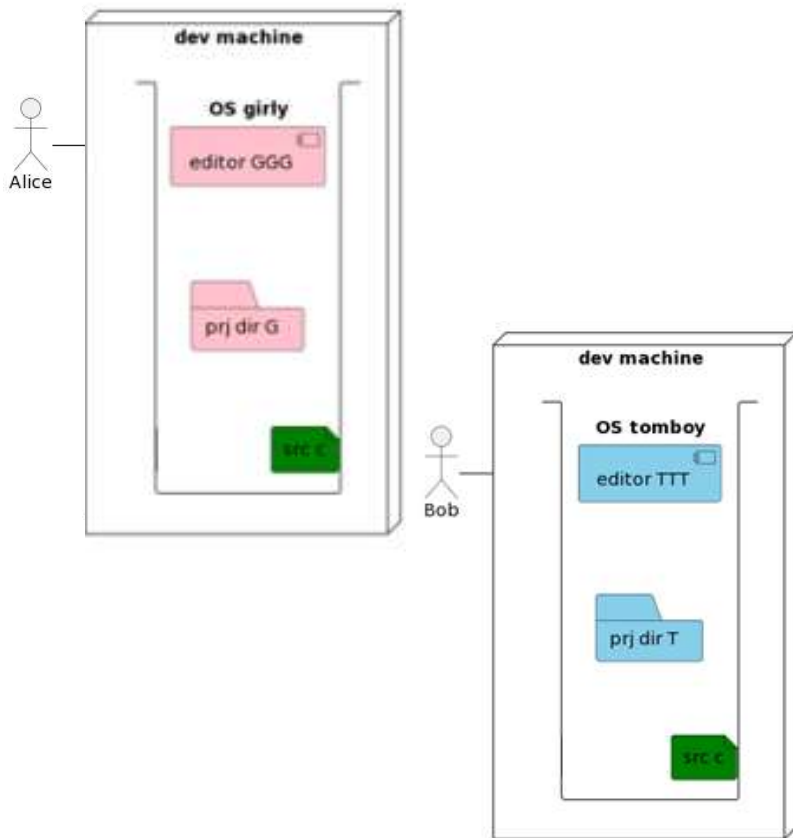 dev machine
OS girly
editor GGG
Alice
prj dir G
src c
dev machine
OS tomboy
editor TTT
Bob
prj dir T
src c